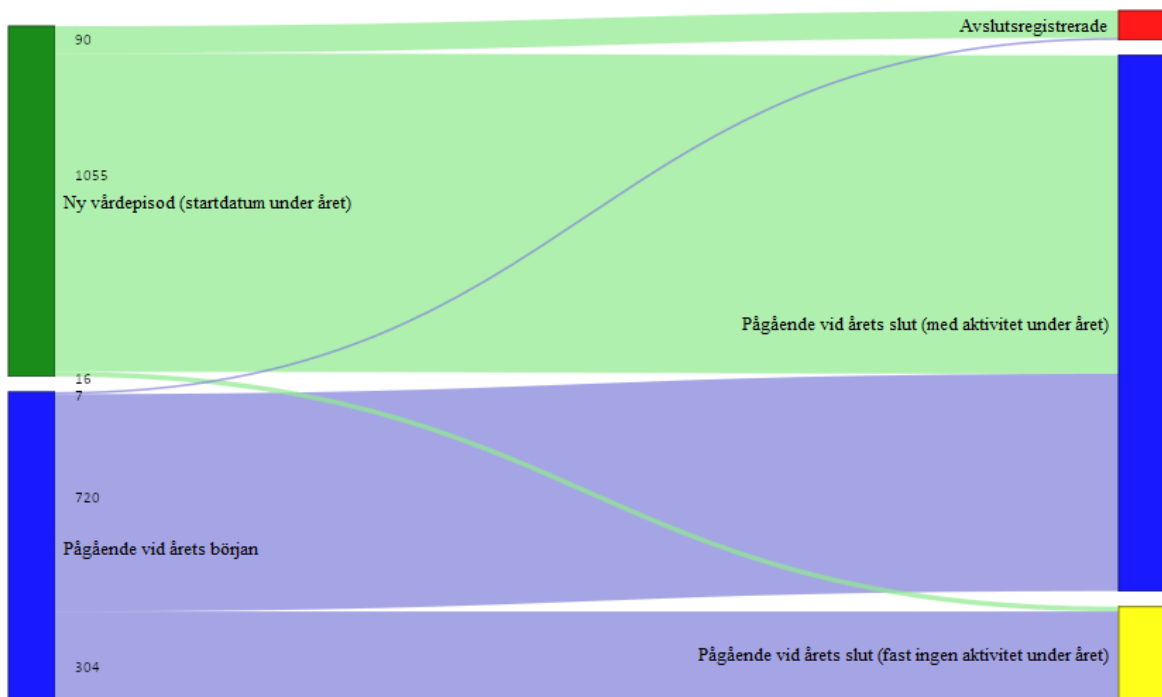 Avslutsregistrerade
90
1055
Ny vårdepisod (startdatum under året)
Pågående vid årets slut (med aktivitet under året)
16
7
720
Pågående vid årets början
Pågående vid årets slut (fast ingen aktivitet under året)
304